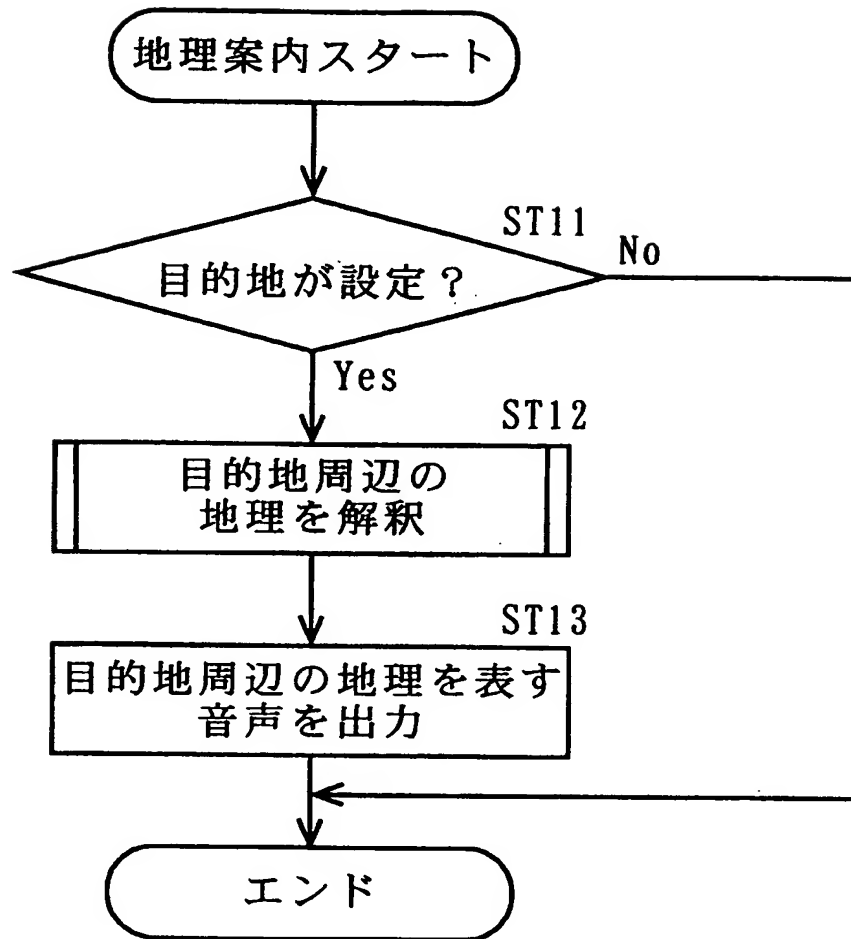 地理案内スタート
ST11
目的地が設定？
No
Yes
ST12
目的地周辺の
地理を解釈
ST13
目的地周辺の地理を表す
音声を出力
エンド